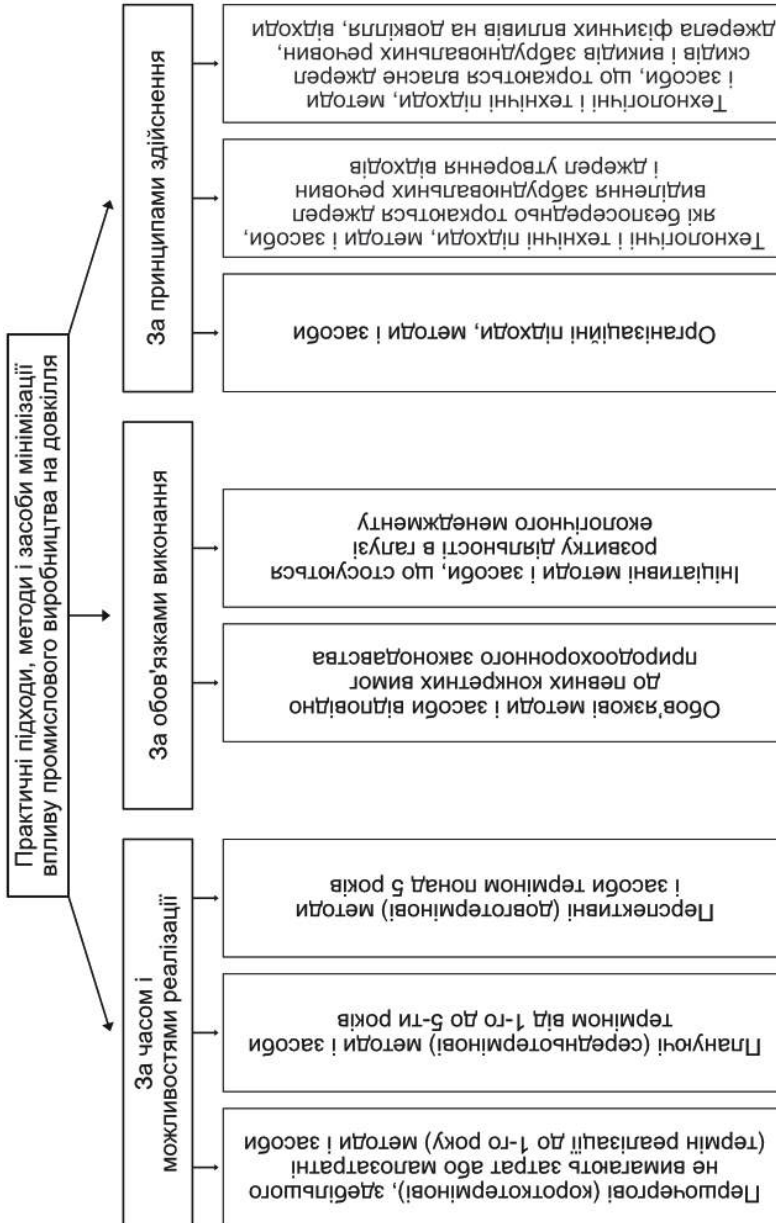 Практичні підходи, методи і засоби мінімізації
впливу промислового виробництва на довкілля
За часом і
можливостями реалізації
Першочергові (короткотермінові), здебільшого
не вимагають затрат або малозатратні
(термін реалізації до 1-го року) методи і засоби
Плануючі (середньотермінові) методи і засоби
терміном від 1-го до 5-ти років
Перспективні (довготермінові) методи
і засоби терміном понад 5 років
За обов'язками виконання
Обов'язкові методи і засоби відповідно
до певних конкретних вимог
природоохоронного законодавства
Ініціативні методи і засоби, що стосуються
розвитку діяльності в галузі
екологічного менеджменту
За принципами здійснення
Організаційні підходи, методи і засоби
Технологічні і технічні підходи, методи і засоби,
які безпосередньо торкаються джерел
виділення забруднювальних речовин
і джерел утворення відходів
Технологічні і технічні підходи, методи
і засоби, що торкаються власне джерел
скидів і викидів забруднювальних речовин,
джерела фізичних впливів на довкілля, відходи